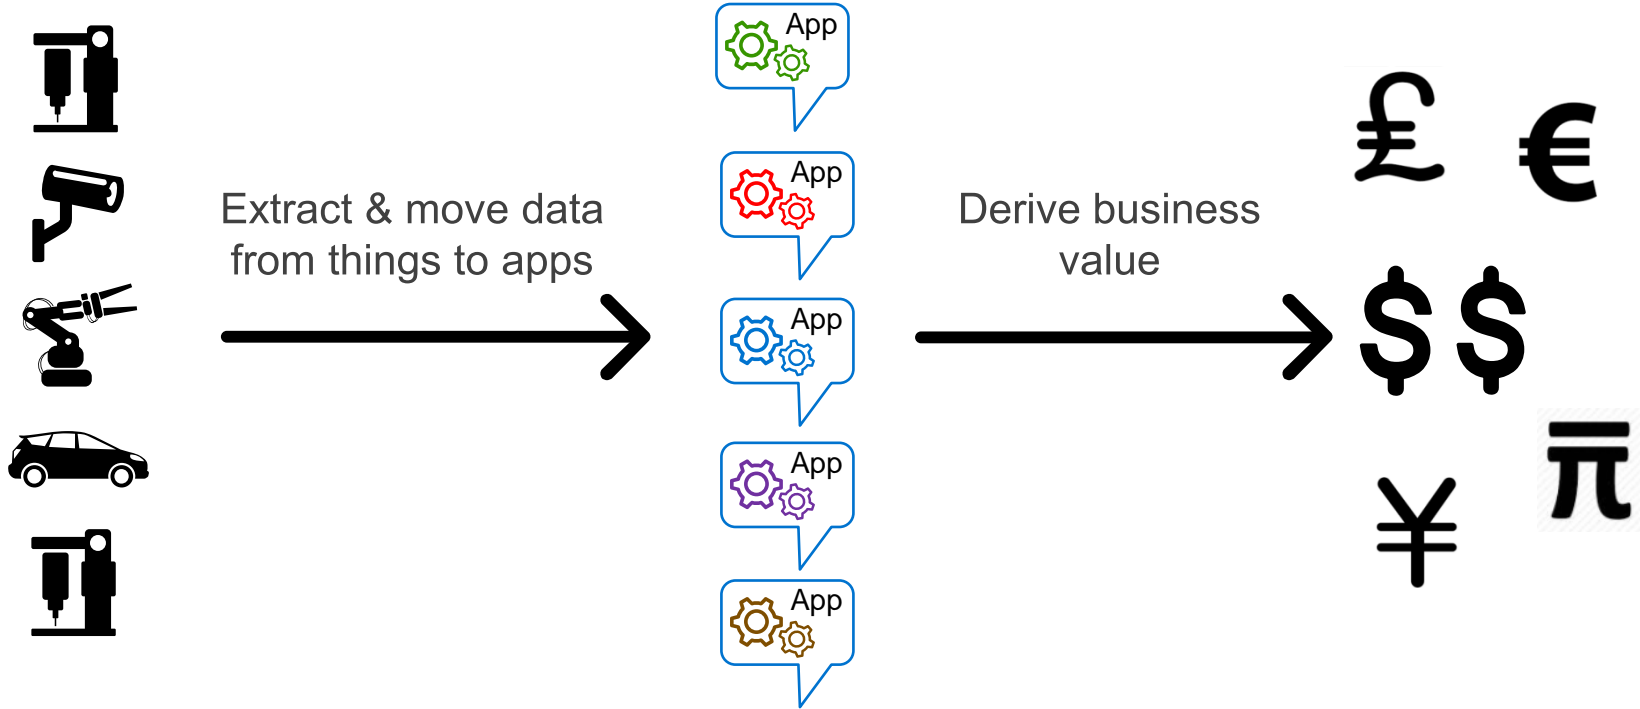 App
App
Extract & move data
from things to apps
Derive business
value
£
€
App
$ $
App
¥
App